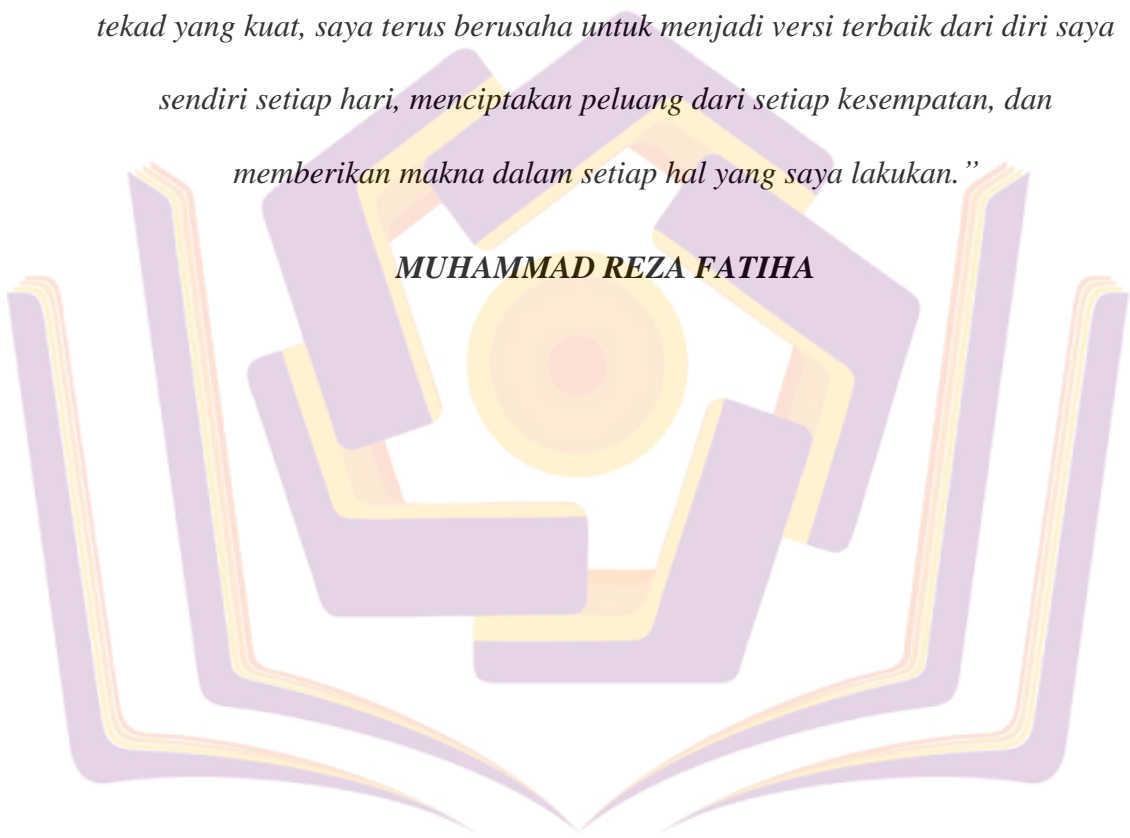 tekad yang kuat, saya terus berusaha untuk menjadi versi terbaik dari diri saya
sendiri setiap hari, menciptakan peluang dari setiap kesempatan, dan
memberikan makna dalam setiap hal yang saya lakukan.”
MUHAMMAD REZA FATIHA